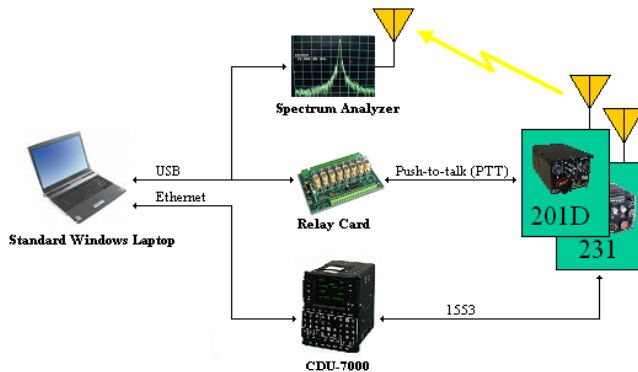 Spectrum Analyzer
USB
Ethernet
Push-to-talk (PTT)
Standard Windows Laptop
Relay Card
201D
231
1553
CDU-7000